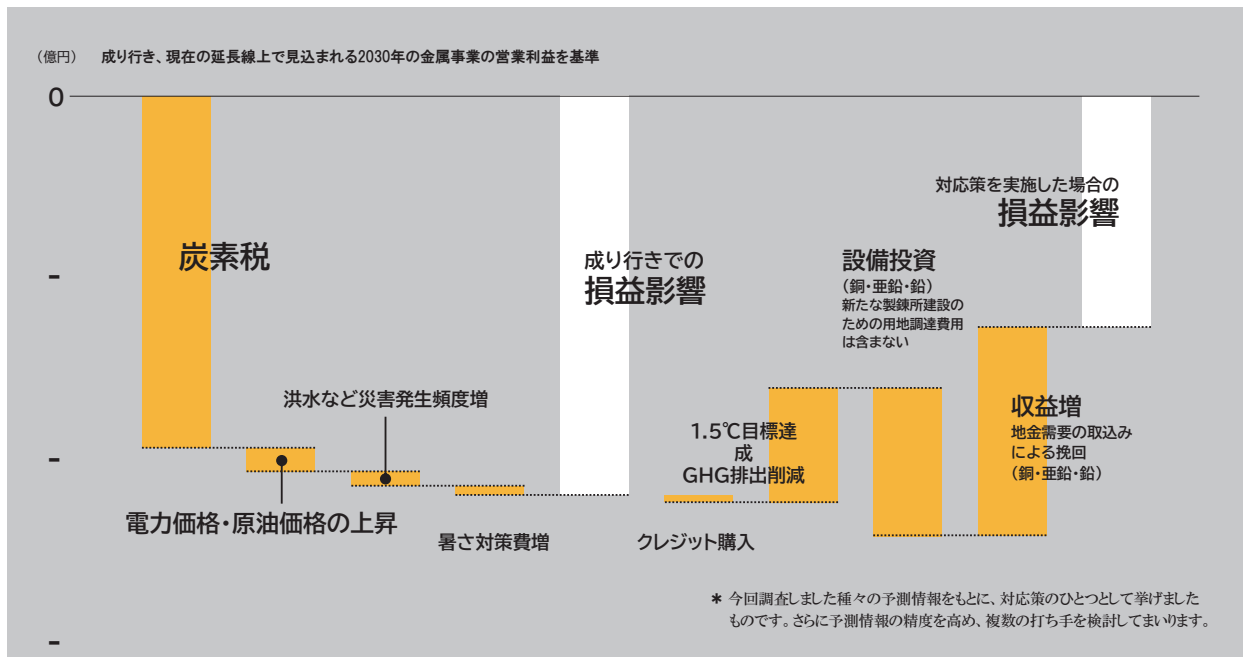 （億円） 成り行き、現在の延長線上で見込まれる2030年の金属事業の営業利益を基準
0
炭素税
洪水など災害発生頻度増
電力価格・原油価格の上昇
暑さ対策費増
成り行きでの
損益影響
クレジット購入
1.5℃目標達
成
GHG排出削減
設備投資
（銅・亜鉛・鉛）
新たな製錬所建設の
ための用地調達費用
は含まない
収益増
地金需要の取込み
による挽回
（銅・亜鉛・鉛）
対応策を実施した場合の
損益影響
-
-
-
* 今回調査しました種々の予測情報をもとに、対応策のひとつとして挙げました
ものです。さらに予測情報の精度を高め、複数の打ち手を検討してまいります。